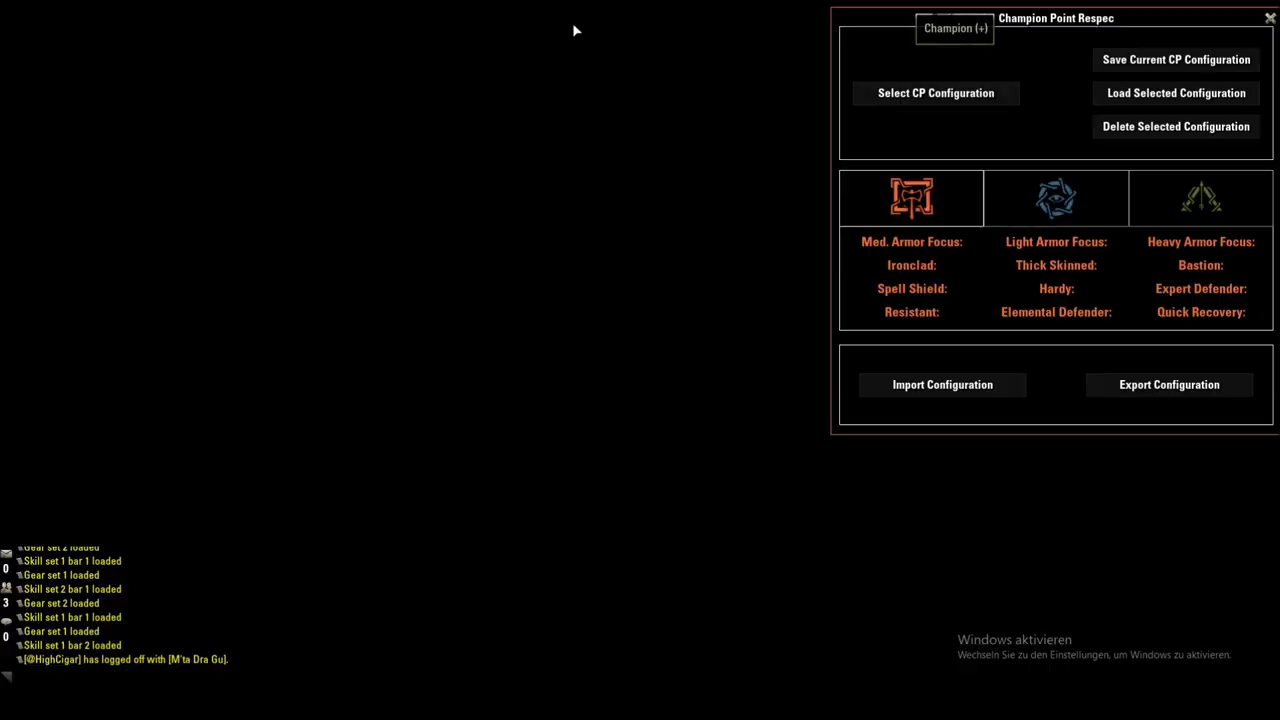 Champion Point Respec
Champion (+)
Save Current CP Configuration
Select CP Configuration
Load Selected Configuration
Delete Selected Configuration
Med. Armor Focus: Light Armor Focus: Heavy Armor Focus:
Ironclad: Thick Skinned: Bastion:
Spell Shield: Hardy: Expert Defender:
Resistant: Elemental Defender: Quick Recovery:
Import Configuration Export Configuration
Gear set 2 loaded
Skill set 1 bar 1 loaded
0
Gear set 1 loaded
Skill set 2 bar 1 loaded
3 Gear set 2 loaded
Skill set 1 bar 1 loaded
0 Gear set 1 loaded
Skill set 1 bar 2 loaded
[@HighCigar] has logged off with [M'ta Dra Gu].
Windows aktivieren
Wechseln Sie zu den Einstellungen, um Windows zu aktivieren.